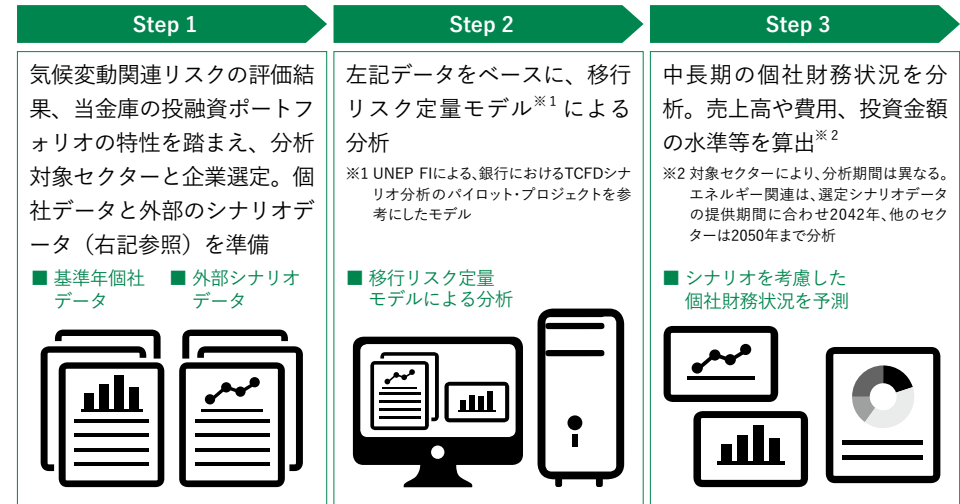 Step 1
気候変動関連リスクの評価結
果、当金庫の投融資ポートフ
ォリオの特性を踏まえ、分析
対象セクターと企業選定。個
社データと外部のシナリオデ
ータ（右記参照）を準備
■ 基準年個社
データ
■ 外部シナリオ
データ
Step 2
左記データをベースに、移行
リスク定量モデル※1 による
分析
※1 UNEP FIによる、銀行におけるTCFDシナ
リオ分析のパイロット・プロジェクトを参
考にしたモデル
■ 移行リスク定量
モデルによる分析
Step 3
中長期の個社財務状況を分
析。売上高や費用、投資金額
の水準等を算出※2
※2 対象セクターにより、分析期間は異なる。
エネルギー関連は、選定シナリオデータ
の提供期間に合わせ2042年、他のセク
ターは2050年まで分析
■ シナリオを考慮した
個社財務状況を予測